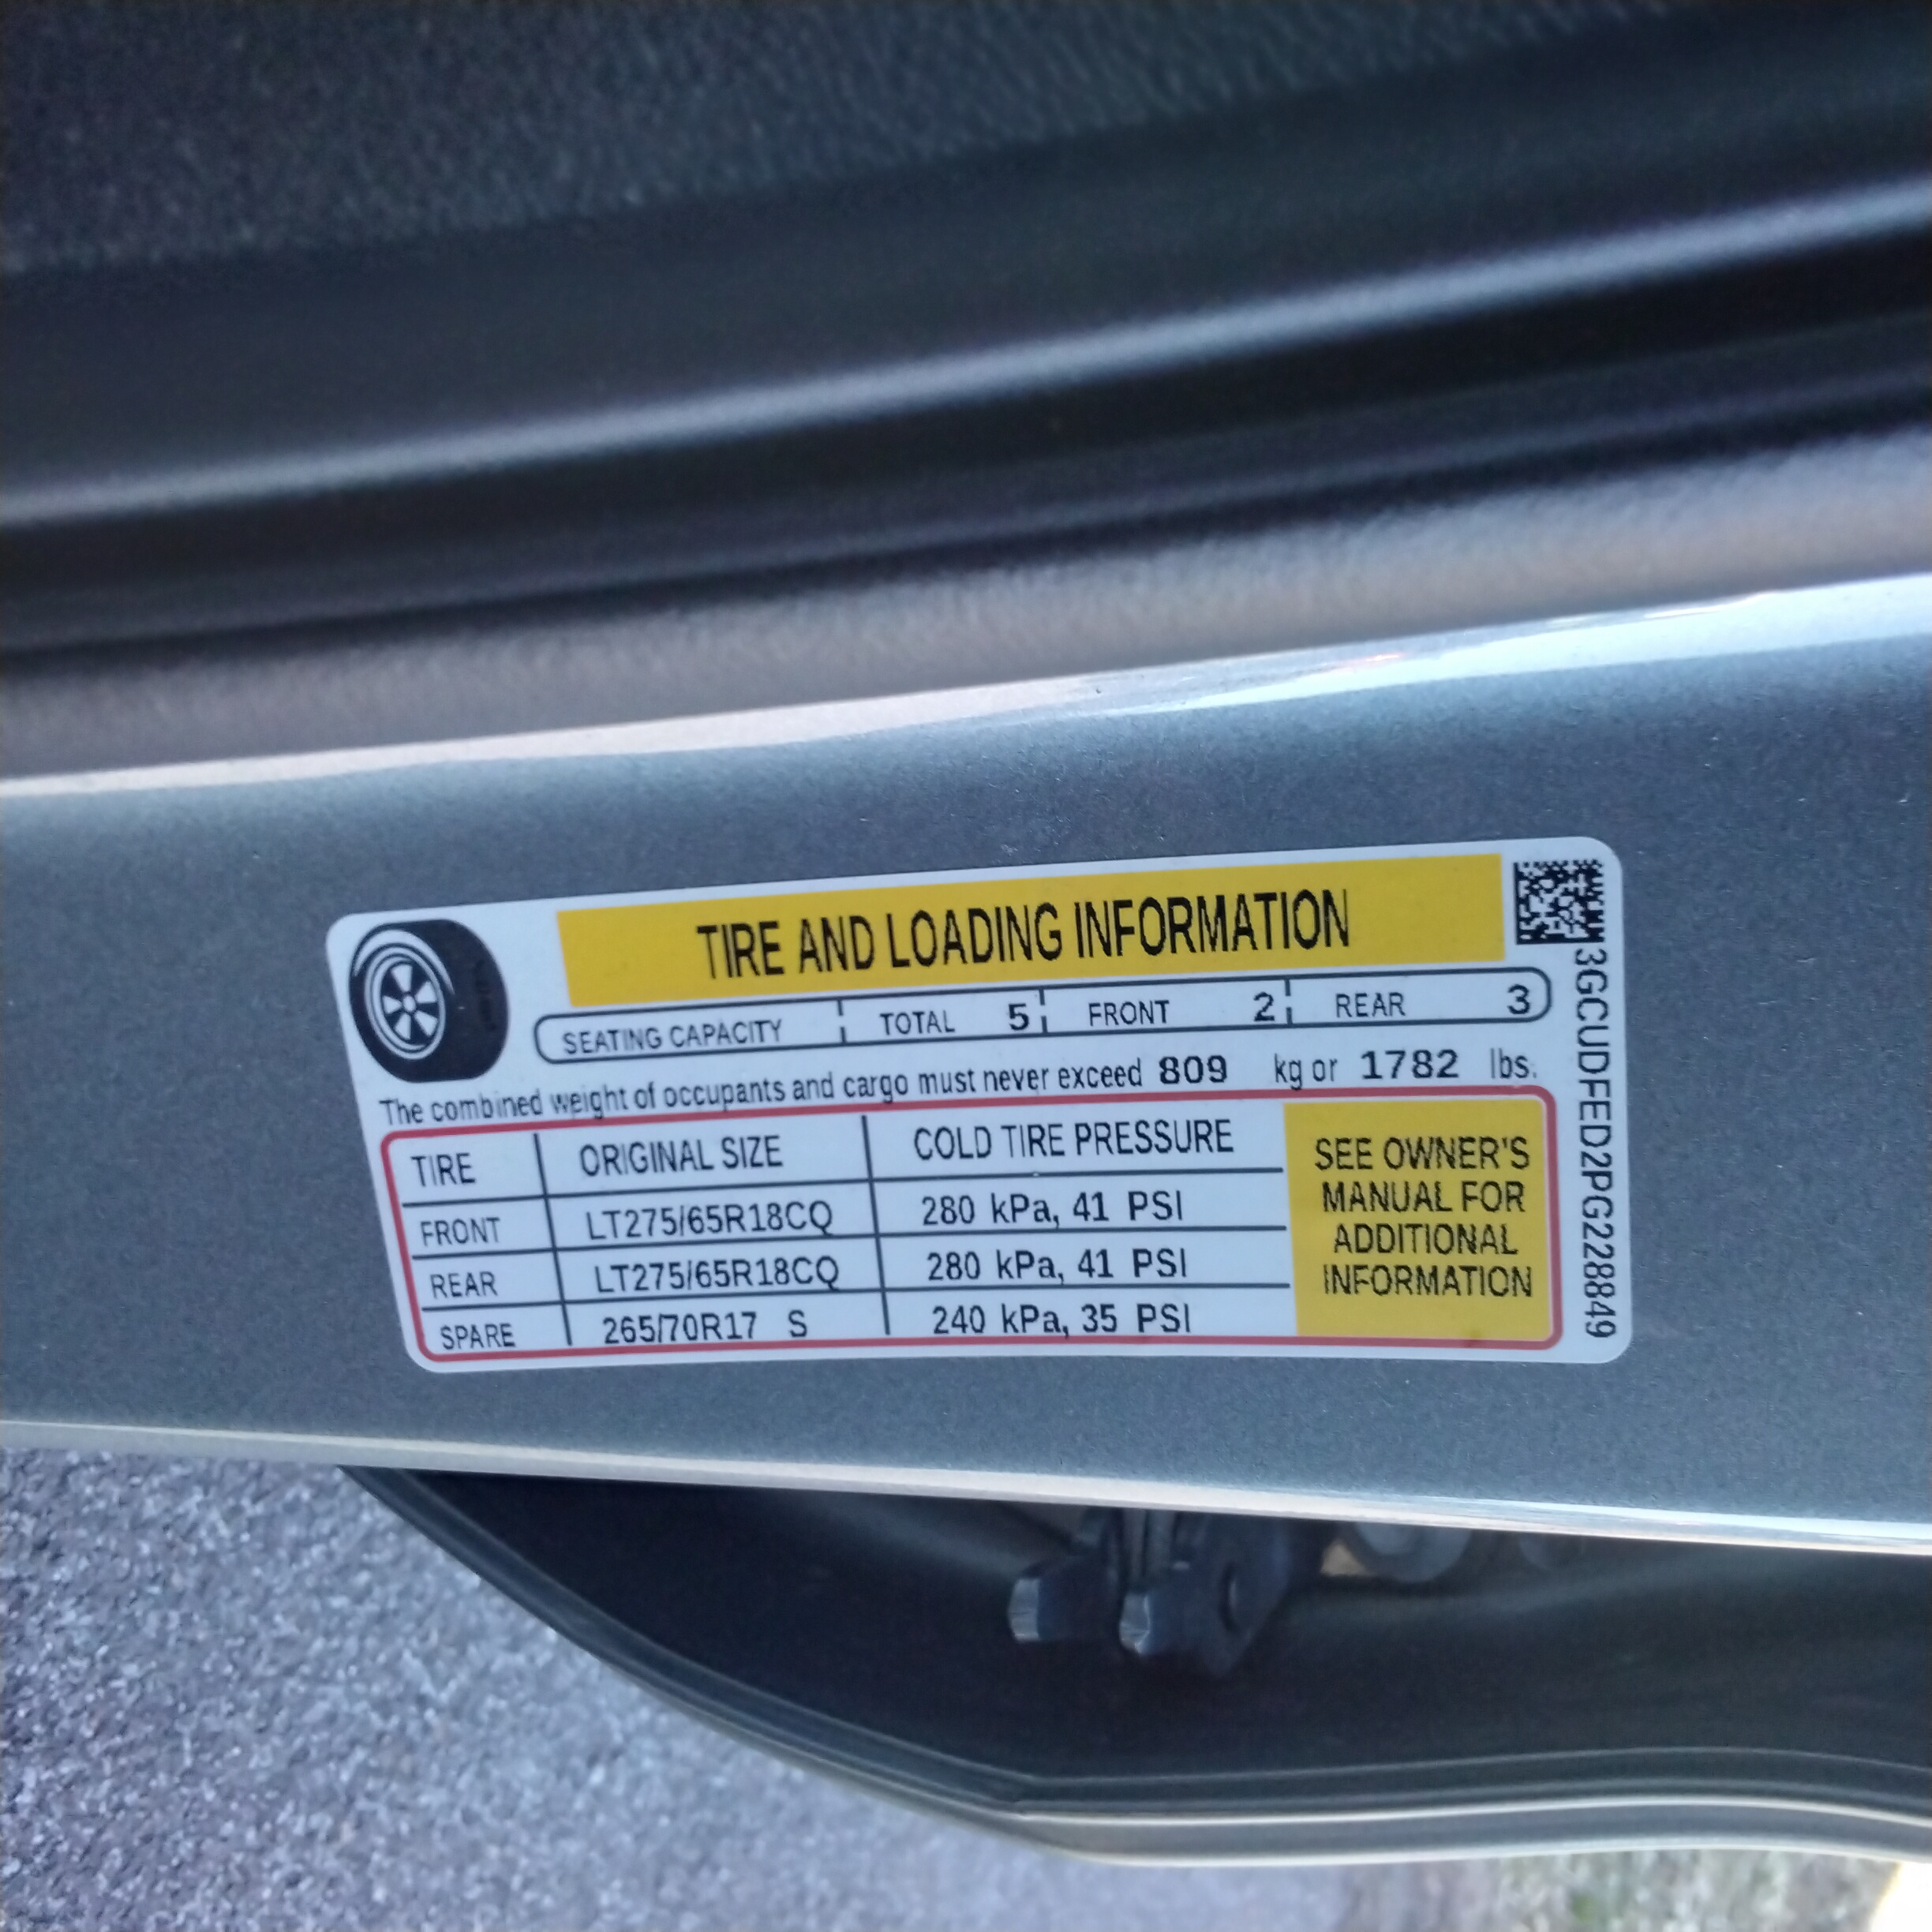 TIRE AND LOADING INFORMATION
SEATING CAPACITY TOTAL 5 FRONT 2 REAR 3
The combined weight of occupants and cargo must never exceed 809 kg or 1782 lbs.
TIRE ORIGINAL SIZE COLD TIRE PRESSURE
FRONT LT275/65R18CQ 280 kPa, 41 PSI
REAR LT275/65R18CQ 280 kPa, 41 PSI
SPARE 265/70R17 S 240 kPa, 35 PSI
SEE OWNER'S
MANUAL FOR
ADDITIONAL
INFORMATION
3GCUDFED2PG228849